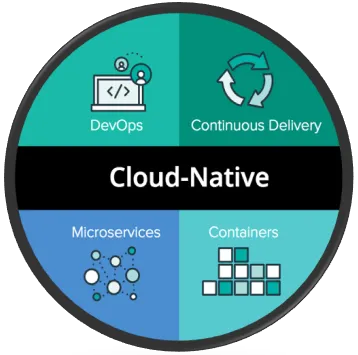 </>
DevOps
Continuous Delivery
Cloud-Native
Microservices
Containers